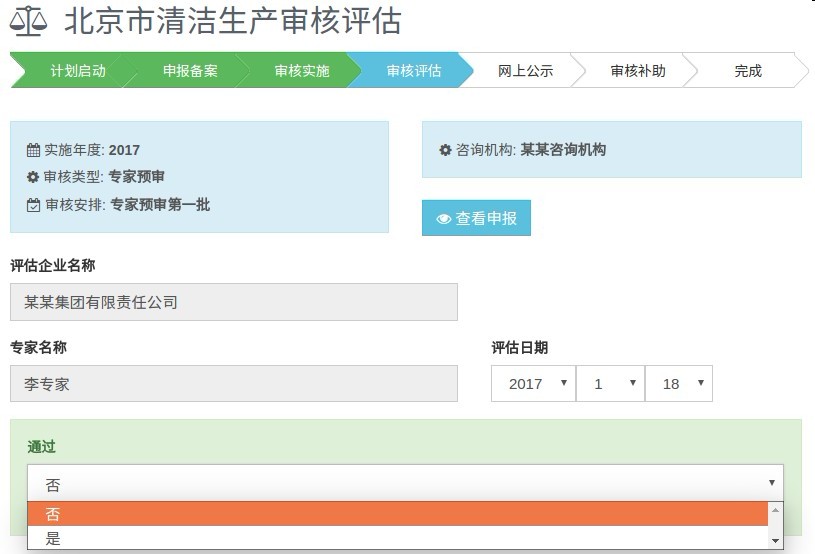 北京市清洁生产审核评估
计划启动 申报备案 审核实施 审核评估 网上公示 审核补助 完成
实施年度: 2017
审核类型: 专家预审
审核安排: 专家预审第一批
咨询机构: 某某咨询机构
查看申报
评估企业名称
某某集团有限责任公司
专家名称
李专家
评估日期
2017 1 18
通过
否
否
是